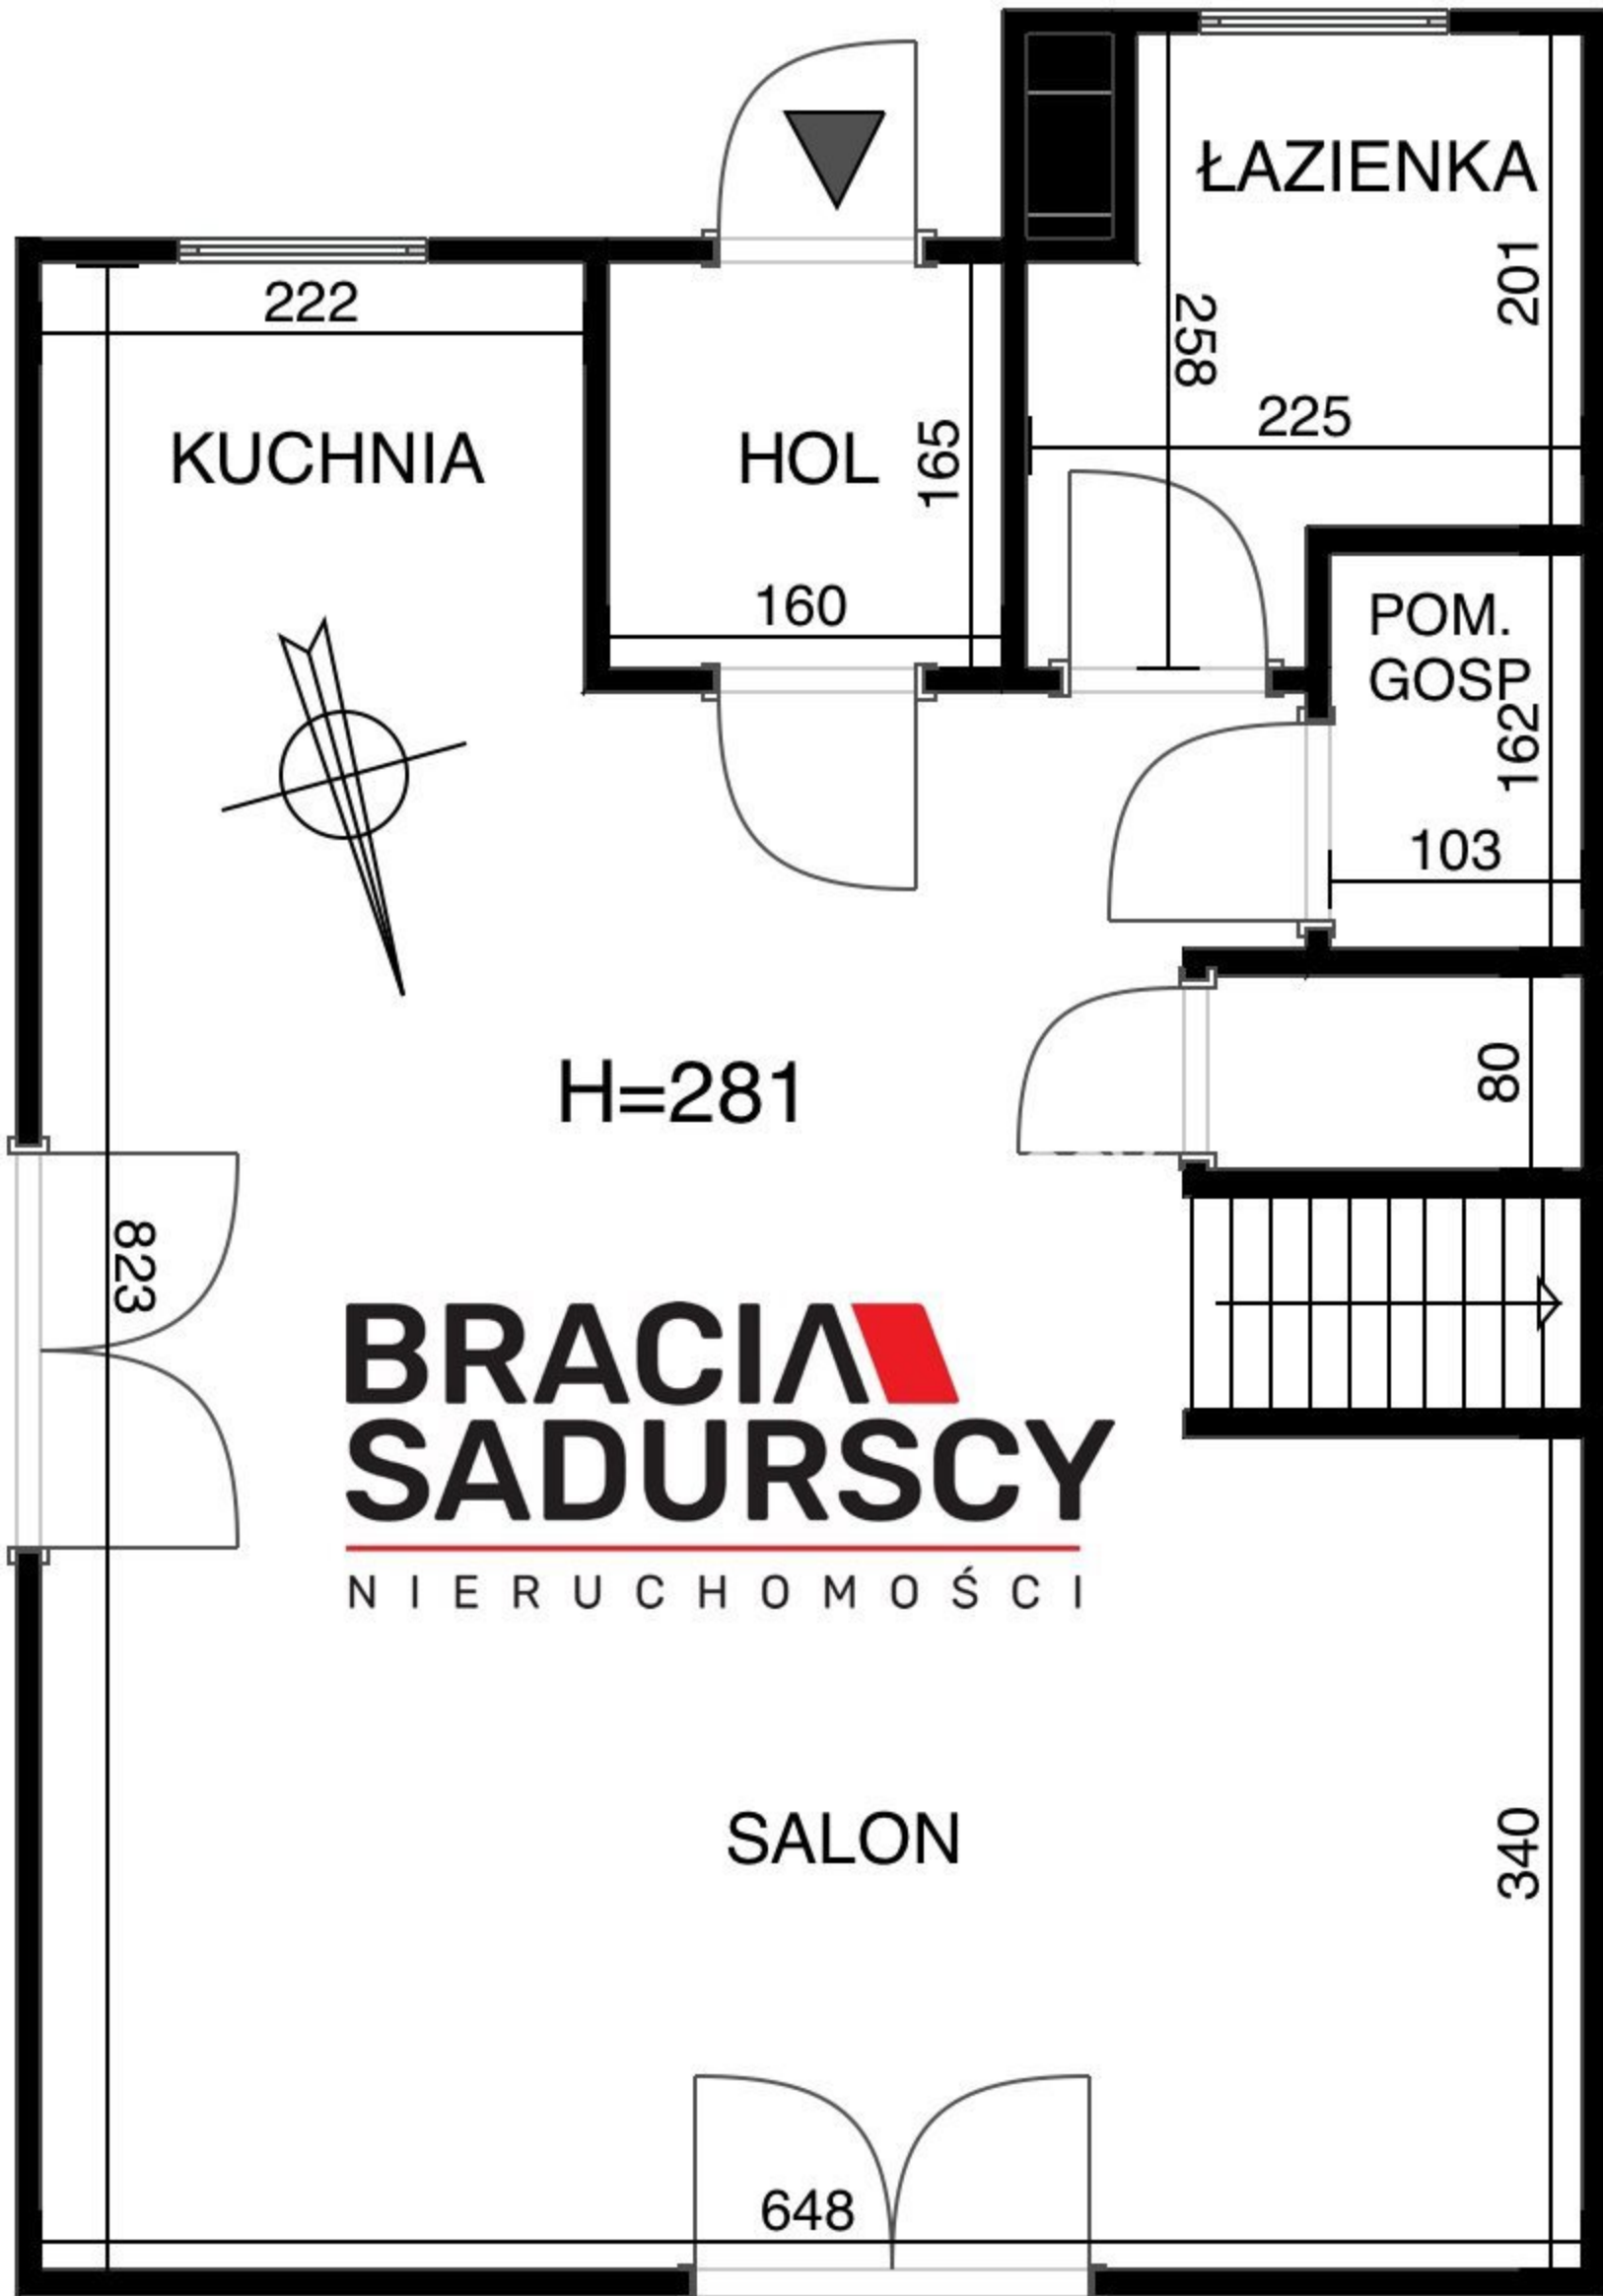 ŁAZIENKA
201
258
225
222
KUCHNIA
HOL
165
160
POM.
GOSP
162
103
80
H=281
823
BRACIA
SADURSCY
NIERUCHOMOŚCI
SALON
340
648